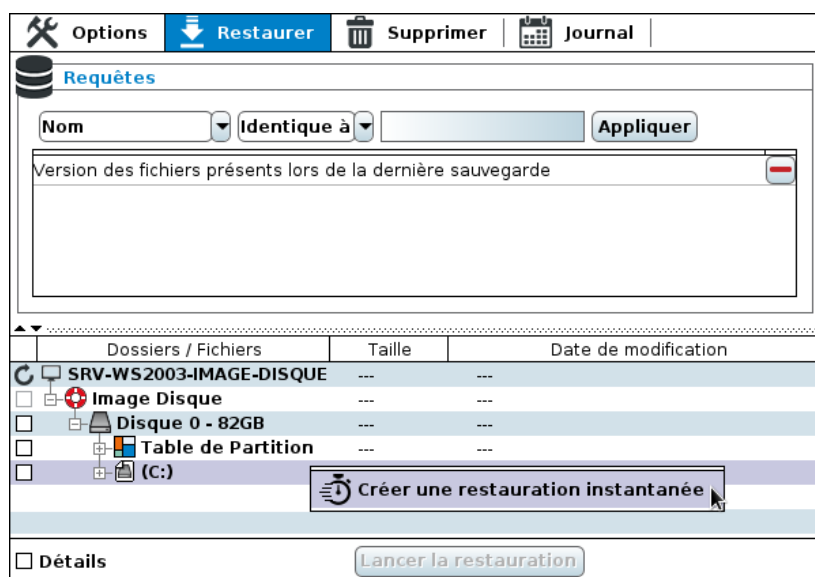 Options Restaurer Supprimer Journal
Requêtes
Nom Identique à Appliquer
Version des fichiers présents lors de la dernière sauvegarde
Dossiers / Fichiers Taille Date de modification
SRV-WS2003-IMAGE-DISQUE --- ---
Image Disque --- ---
Disque 0 - 82GB --- ---
Table de Partition --- ---
(C:)
Créer une restauration instantanée
Détails Lancer la restauration